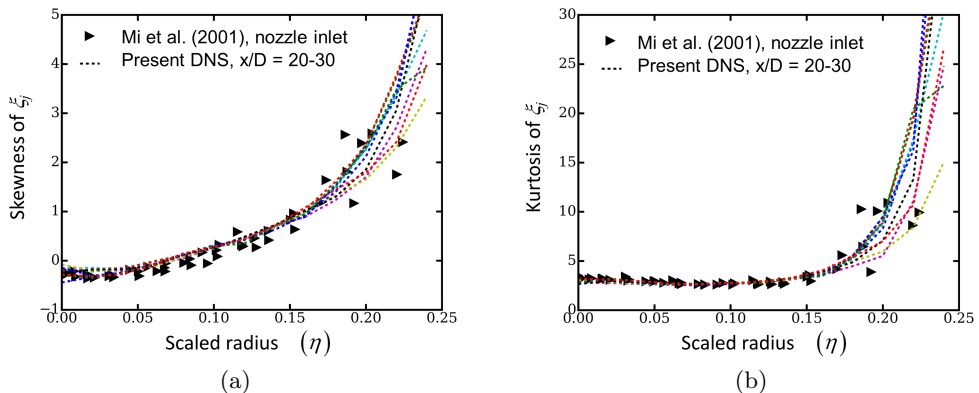 5
4
3
2
1
0
−1
0.00 0.05 0.10 0.15 0.20 0.25
Skewness of ξj
Scaled radius (η)
Mi et al. (2001), nozzle inlet
Present DNS, x/D = 20-30
(a)
30
25
20
15
10
5
0
0.00 0.05 0.10 0.15 0.20 0.25
Kurtosis of ξj
Scaled radius (η)
Mi et al. (2001), nozzle inlet
Present DNS, x/D = 20-30
(b)